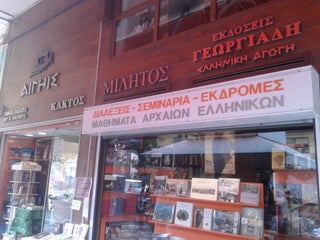 ΑΙΓΗΙΣ
ΚΑΚΤΟΣ
ΜΙΛΗΤΟΣ
ΕΚΔΟΣΕΙΣ
ΓΕΩΡΓΙΑΔΗ
ΕΛΛΗΝΙΚΗ ΑΓΩΓΗ
ΔΙΑΛΕΞΕΙΣ - ΣΕΜΙΝΑΡΙΑ - ΕΚΔΡΟΜΕΣ
ΜΑΘΗΜΑΤΑ ΑΡΧΑΙΩΝ ΕΛΛΗΝΙΚΩΝ